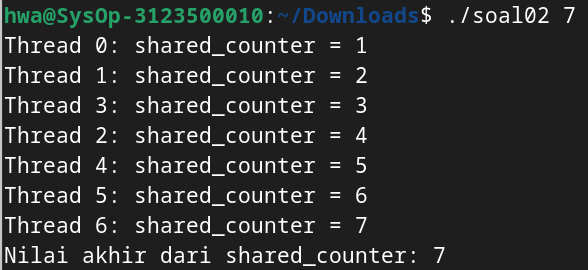 hwa@SysOp-3123500010:~/Downloads$ ./soal02 7
Thread 0: shared_counter = 1
Thread 1: shared_counter = 2
Thread 3: shared_counter = 3
Thread 2: shared_counter = 4
Thread 4: shared_counter = 5
Thread 5: shared_counter = 6
Thread 6: shared_counter = 7
Nilai akhir dari shared_counter: 7